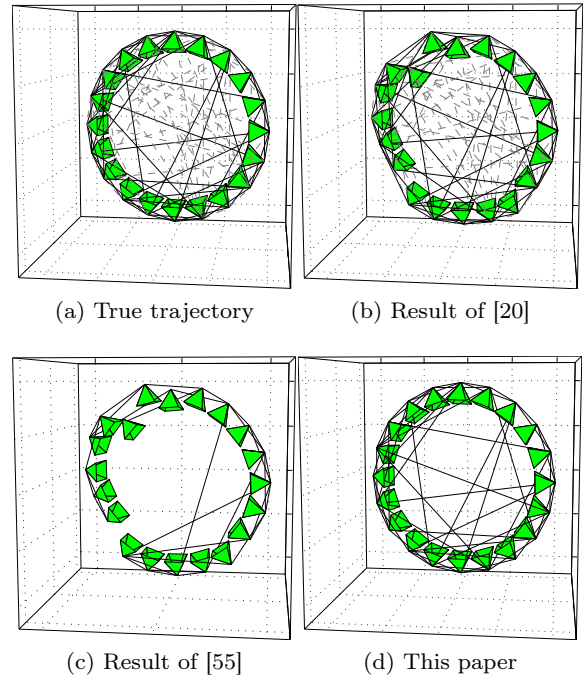 (a) True trajectory
(b) Result of [20]
(c) Result of [55]
(d) This paper